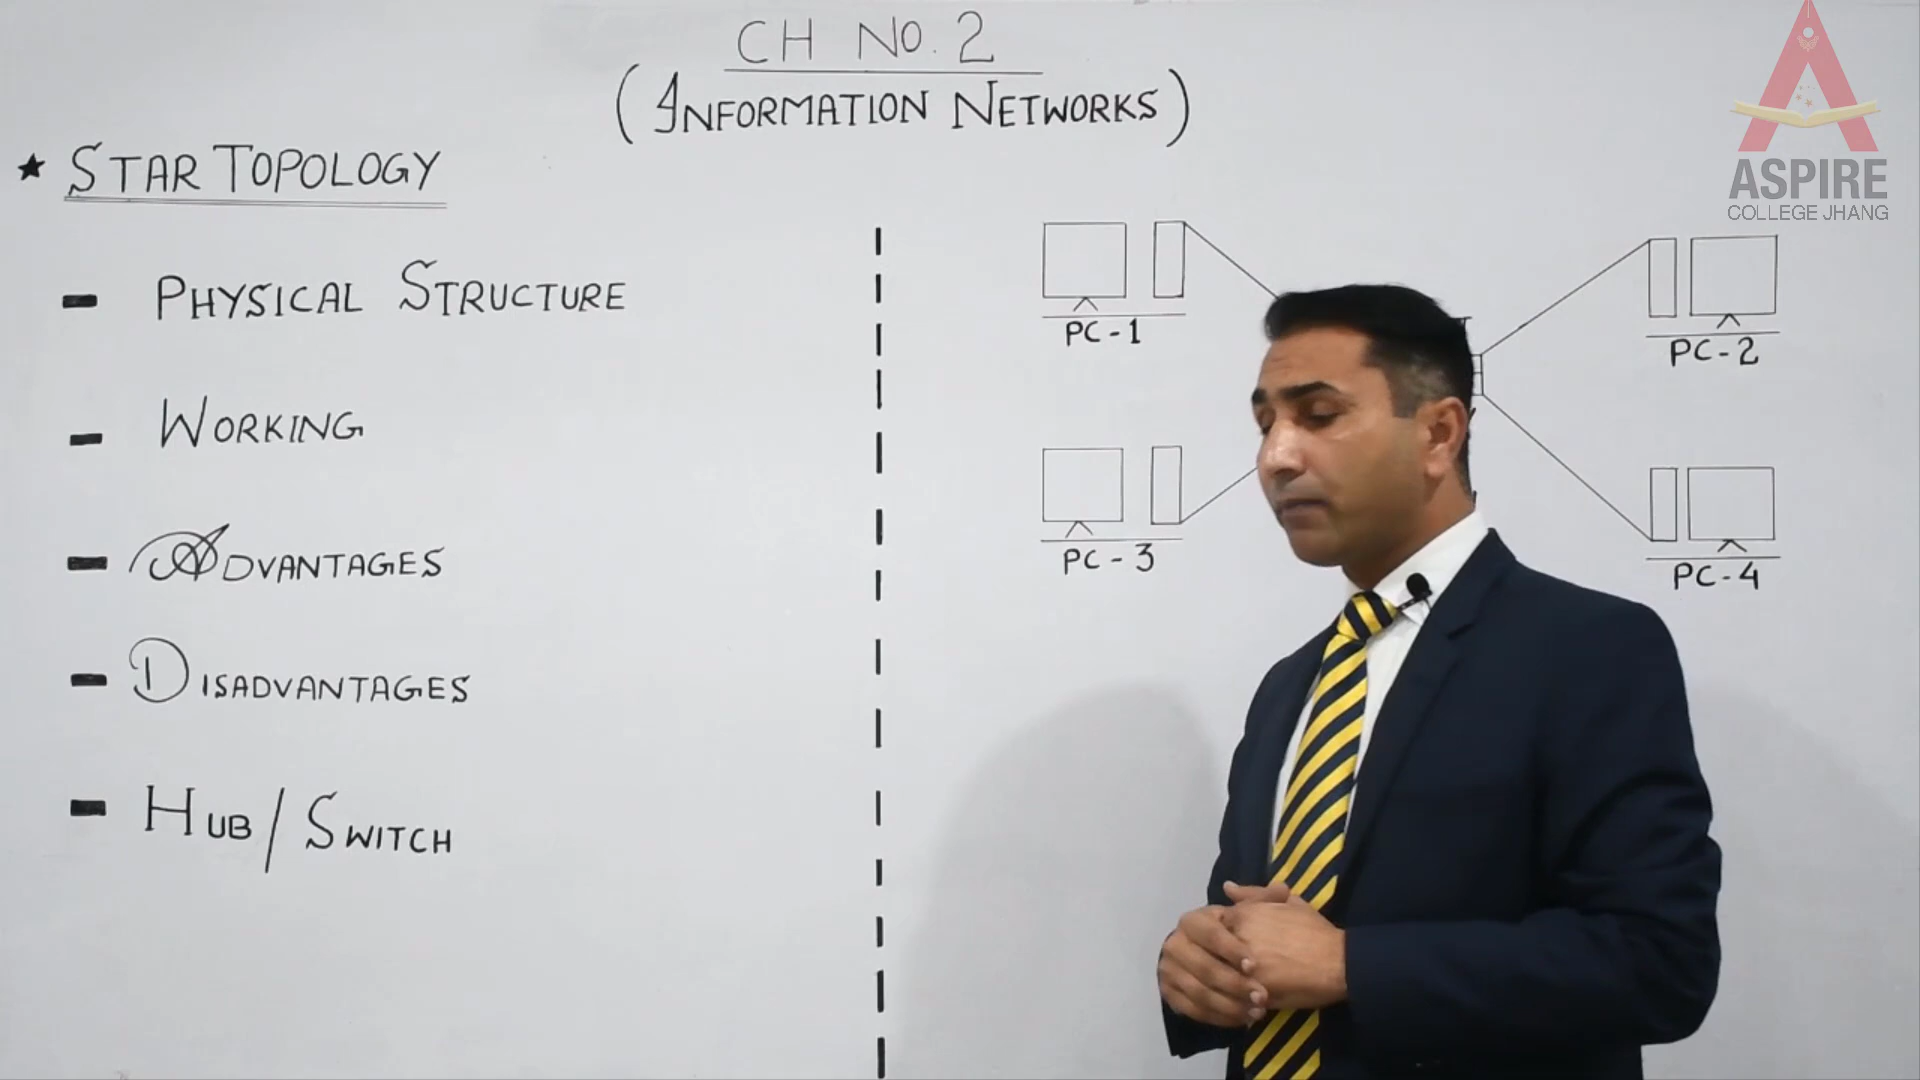 CH NO. 2
(INFORMATION NETWORKS)
★ STAR TOPOLOGY
- PHYSICAL STRUCTURE
- WORKING
- ADVANTAGES
- DISADVANTAGES
- HUB/SWITCH
PC-1
PC-2
PC-3
PC-4
ASPIRE
COLLEGE JHANG